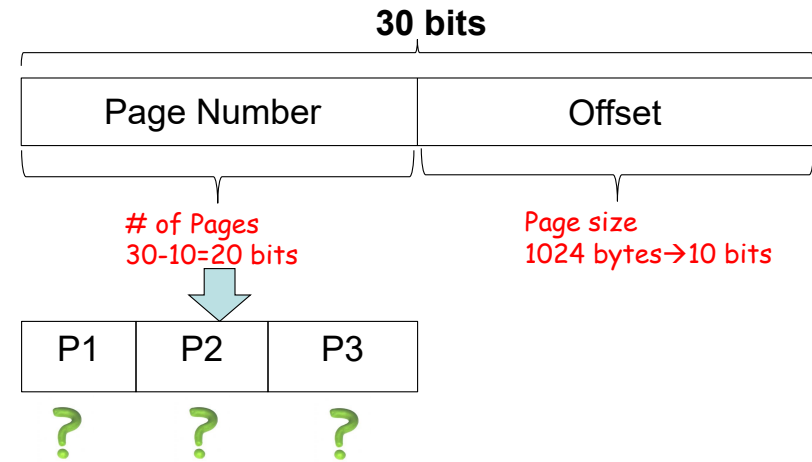 30 bits
Page Number
Offset
# of Pages
30-10=20 bits
Page size
1024 bytes→10 bits
P1
P2
P3
? ? ?